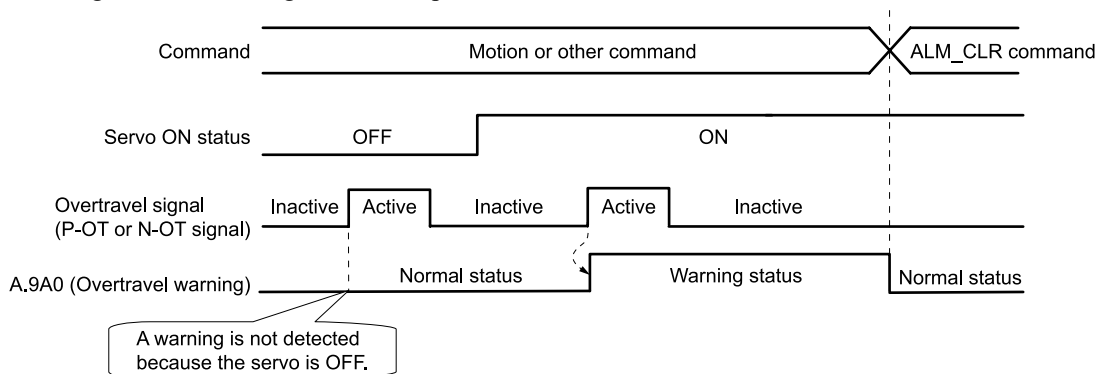 Command Motion or other command ALM_CLR command
Servo ON status OFF ON
Overtravel signal
(P-OT or N-OT signal) Inactive Active Inactive Active Inactive
A.9A0 (Overtravel warning) Normal status Warning status Normal status
A warning is not detected
because the servo is OFF.